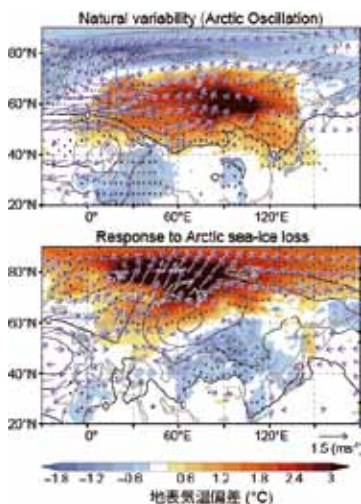 Natural variability (Arctic Oscillation)
80°N
60°N
40°N
20°N
0° 60°E 120°E
Response to Arctic sea-ice loss
80°N
60°N
40°N
20°N
0° 60°E 120°E
1.5 (ms⁻¹)
−1.8 −1.2 −0.6 0.6 1.2 1.8 2.4 3
地表気温偏差 (°C)